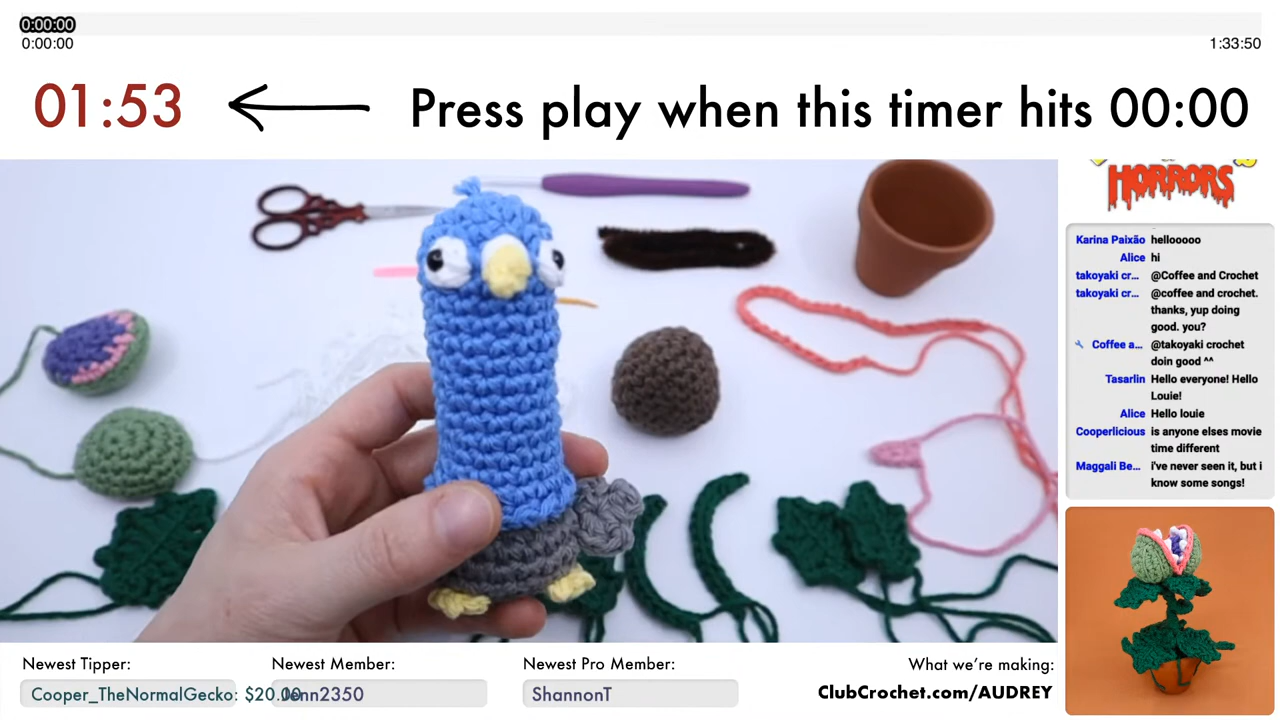 0:00:00
0:00:00
1:33:50
01:53
Press play when this timer hits 00:00
HORRORS
Karina Paixão hellooooo
Alice hi
takoyaki cr... @Coffee and Crochet
takoyaki cr... @coffee and crochet.
thanks, yup doing
good. you?
Coffee a... @takoyaki crochet
doin good ^^
Tasarlin Hello everyone! Hello
Louie!
Alice Hello louie
Cooperlicious is anyone elses movie
time different
Maggali Be... i've never seen it, but i
know some songs!
Newest Tipper:
Cooper_TheNormalGecko: $20.00
Newest Member:
Jenn2350
Newest Pro Member:
ShannonT
What we're making:
ClubCrochet.com/AUDREY